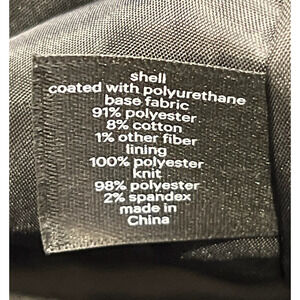 shell
coated with polyurethane
base fabric
91% polyester
8% cotton
1% other fiber
lining
100% polyester
knit
98% polyester
2% spandex
made in
China